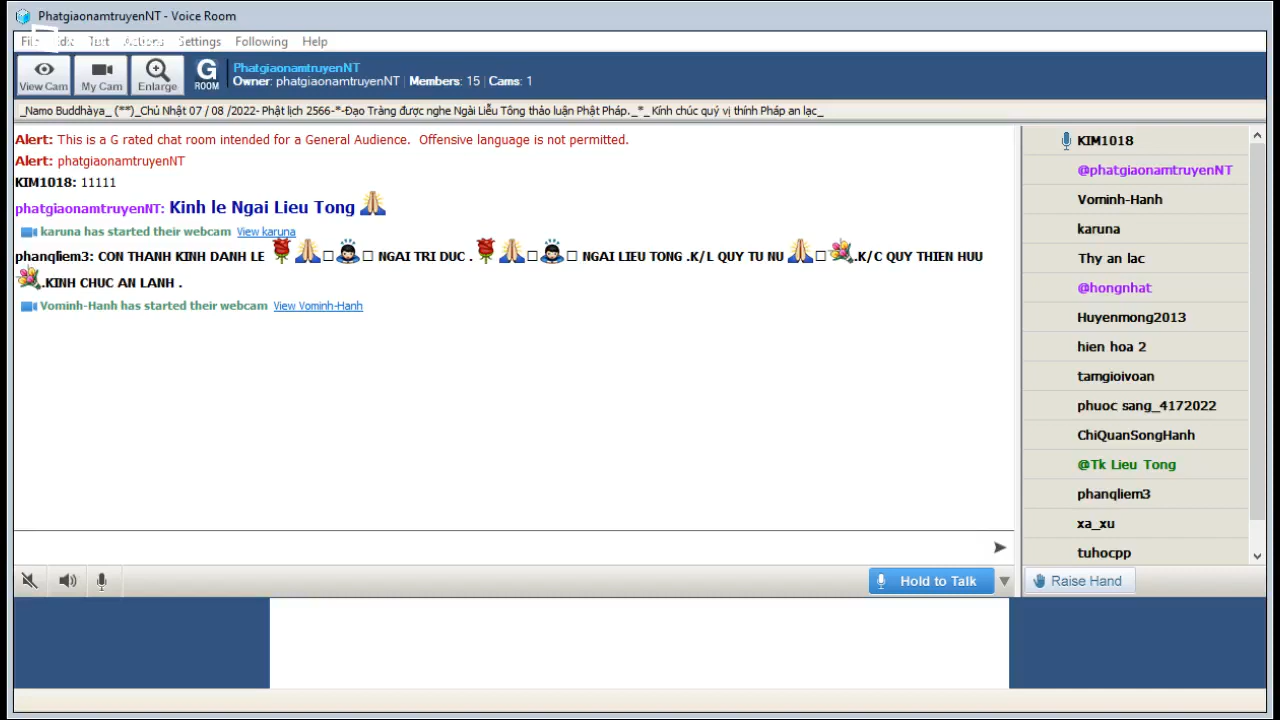 PhatgiaonamtruyenNT - Voice Room
Settings Following Help
View Cam My Cam Enlarge
G ROOM
PhatgiaonamtruyenNT
Owner: phatgiaonamtruyenNT | Members: 15 | Cams: 1
_Namo Buddhàya_ (**)_Chủ Nhật 07 / 08 /2022- Phật lịch 2566-*-Đạo Tràng được nghe Ngài Liễu Tông thảo luận Phật Pháp._*_ Kính chúc quý vị thính Pháp an lạc_
Alert: This is a G rated chat room intended for a General Audience. Offensive language is not permitted.
Alert: phatgiaonamtruyenNT
KIM1018: 11111
phatgiaonamtruyenNT: Kinh le Ngai Lieu Tong 🙏
karuna has started their webcam View karuna
phanqliem3: CON THANH KINH DANH LE 🌹🙏□🙇□ NGAI TRI DUC . 🌹🙏□🙇□ NGAI LIEU TONG .K/L QUY TU NU 🙏□💐.K/C QUY THIEN HUU
💐.KINH CHUC AN LANH .
Vominh-Hanh has started their webcam View Vominh-Hanh
KIM1018
@phatgiaonamtruyenNT
Vominh-Hanh
karuna
Thy an lac
@hongnhat
Huyenmong2013
hien hoa 2
tamgioivoan
phuoc sang_4172022
ChiQuanSongHanh
@Tk Lieu Tong
phanqliem3
xa_xu
tuhocpp
Hold to Talk
Raise Hand